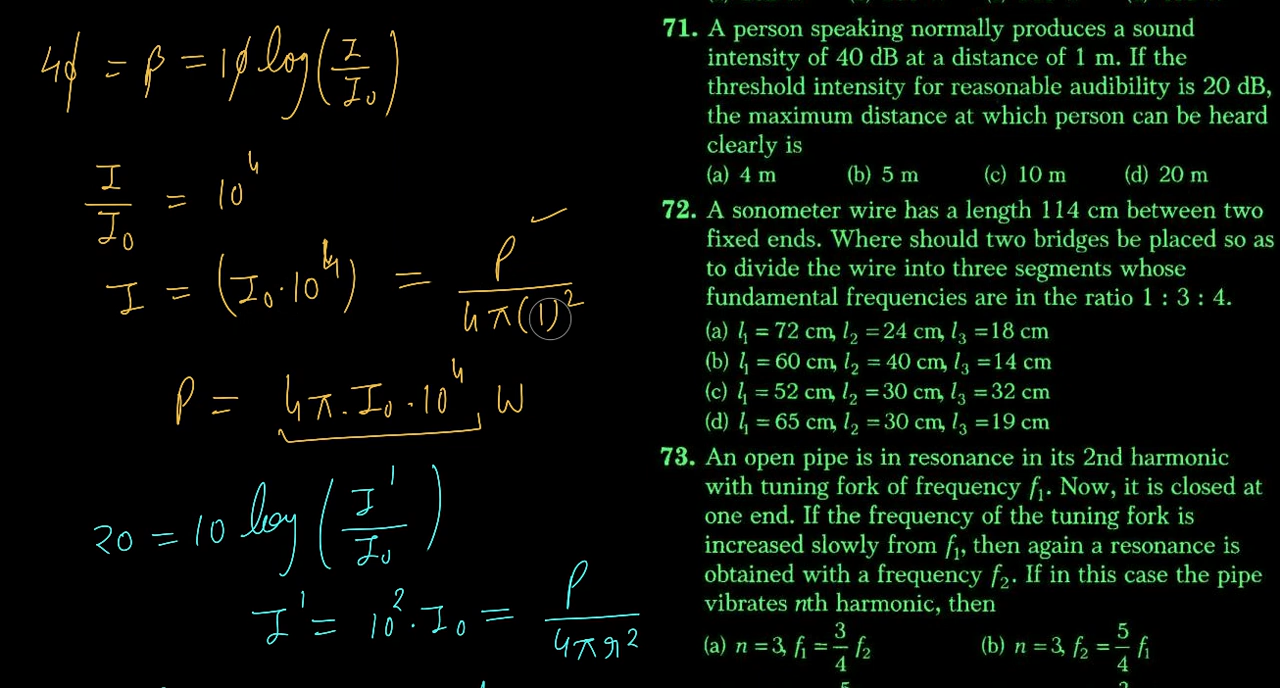 40 = β = 10 log(I/I₀)
I/I₀ = 10⁴
I = (I₀·10⁴) = P/4π(1)²
P = 4π·I₀·10⁴ W
20 = 10 log(I'/I₀)
I' = 10²·I₀ = P/4πr²
71. A person speaking normally produces a sound
intensity of 40 dB at a distance of 1 m. If the
threshold intensity for reasonable audibility is 20 dB,
the maximum distance at which person can be heard
clearly is
(a) 4 m (b) 5 m (c) 10 m (d) 20 m
72. A sonometer wire has a length 114 cm between two
fixed ends. Where should two bridges be placed so as
to divide the wire into three segments whose
fundamental frequencies are in the ratio 1 : 3 : 4.
(a) l₁ = 72 cm, l₂ = 24 cm, l₃ = 18 cm
(b) l₁ = 60 cm, l₂ = 40 cm, l₃ = 14 cm
(c) l₁ = 52 cm, l₂ = 30 cm, l₃ = 32 cm
(d) l₁ = 65 cm, l₂ = 30 cm, l₃ = 19 cm
73. An open pipe is in resonance in its 2nd harmonic
with tuning fork of frequency f₁. Now, it is closed at
one end. If the frequency of the tuning fork is
increased slowly from f₁, then again a resonance is
obtained with a frequency f₂. If in this case the pipe
vibrates nth harmonic, then
(a) n = 3, f₁ = 3/4 f₂ (b) n = 3, f₂ = 5/4 f₁